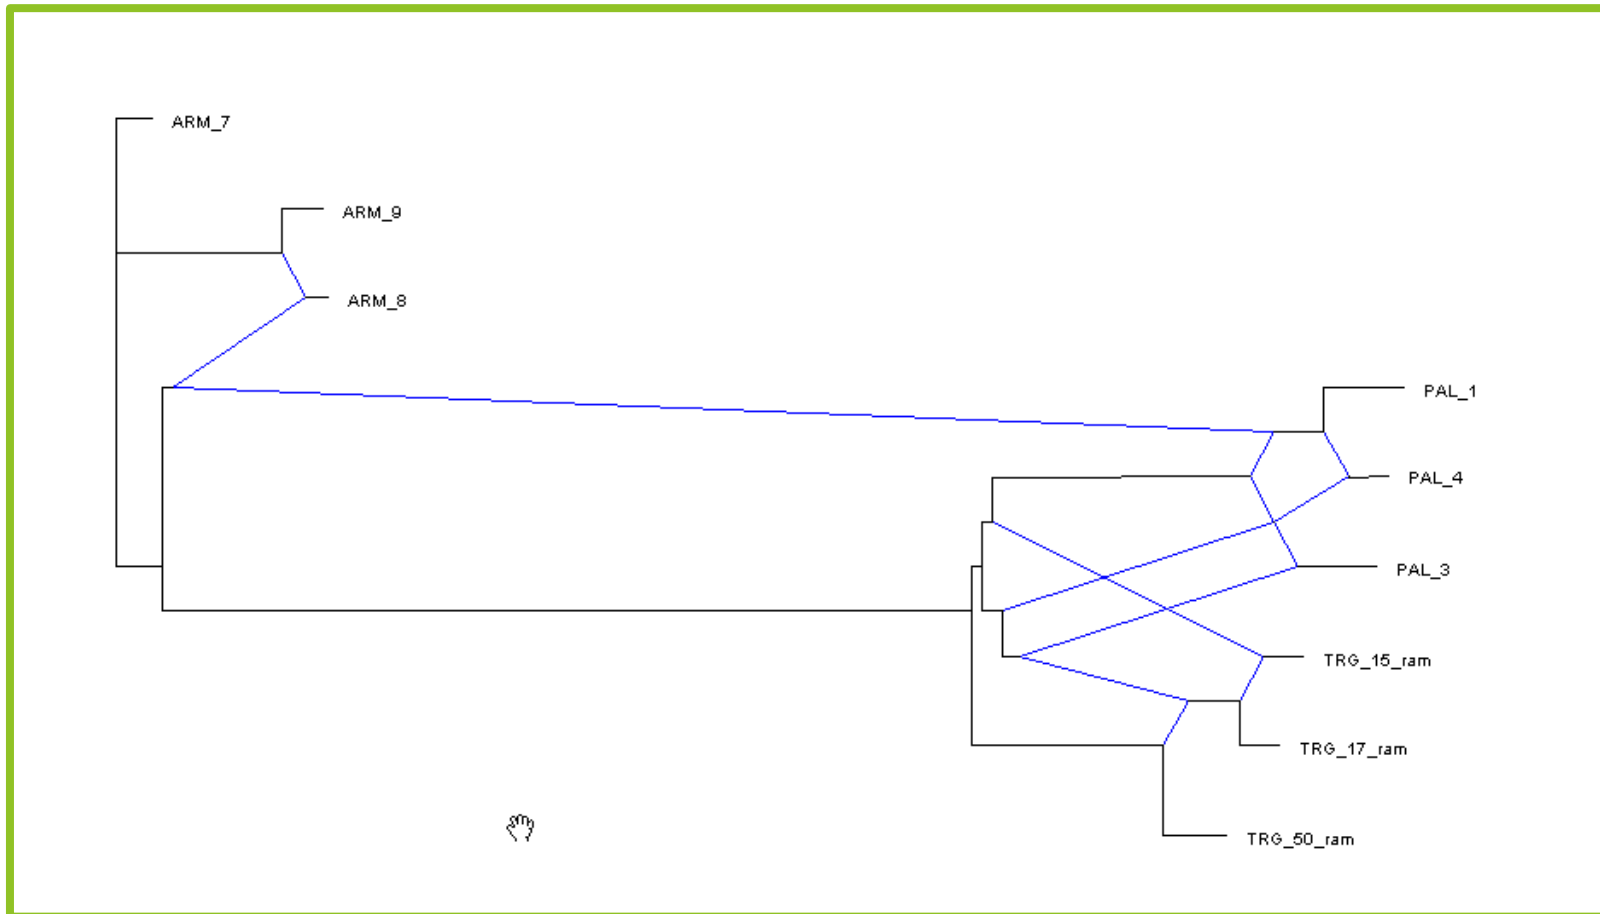 ARM_7
ARM_9
ARM_8
PAL_1
PAL_4
PAL_3
TRG_15_ram
TRG_17_ram
TRG_50_ram